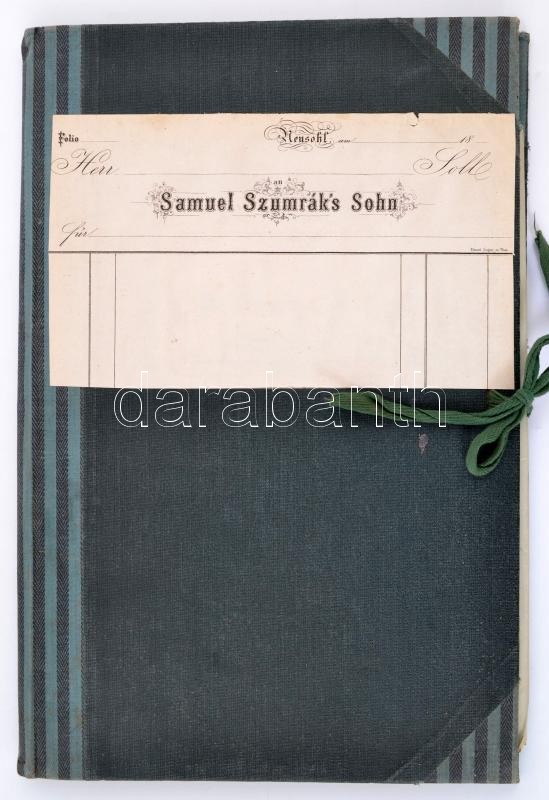 Folio Neusohl am 18
Herr Soll
an
Samuel Szumrák's Sohn
für
darabanth